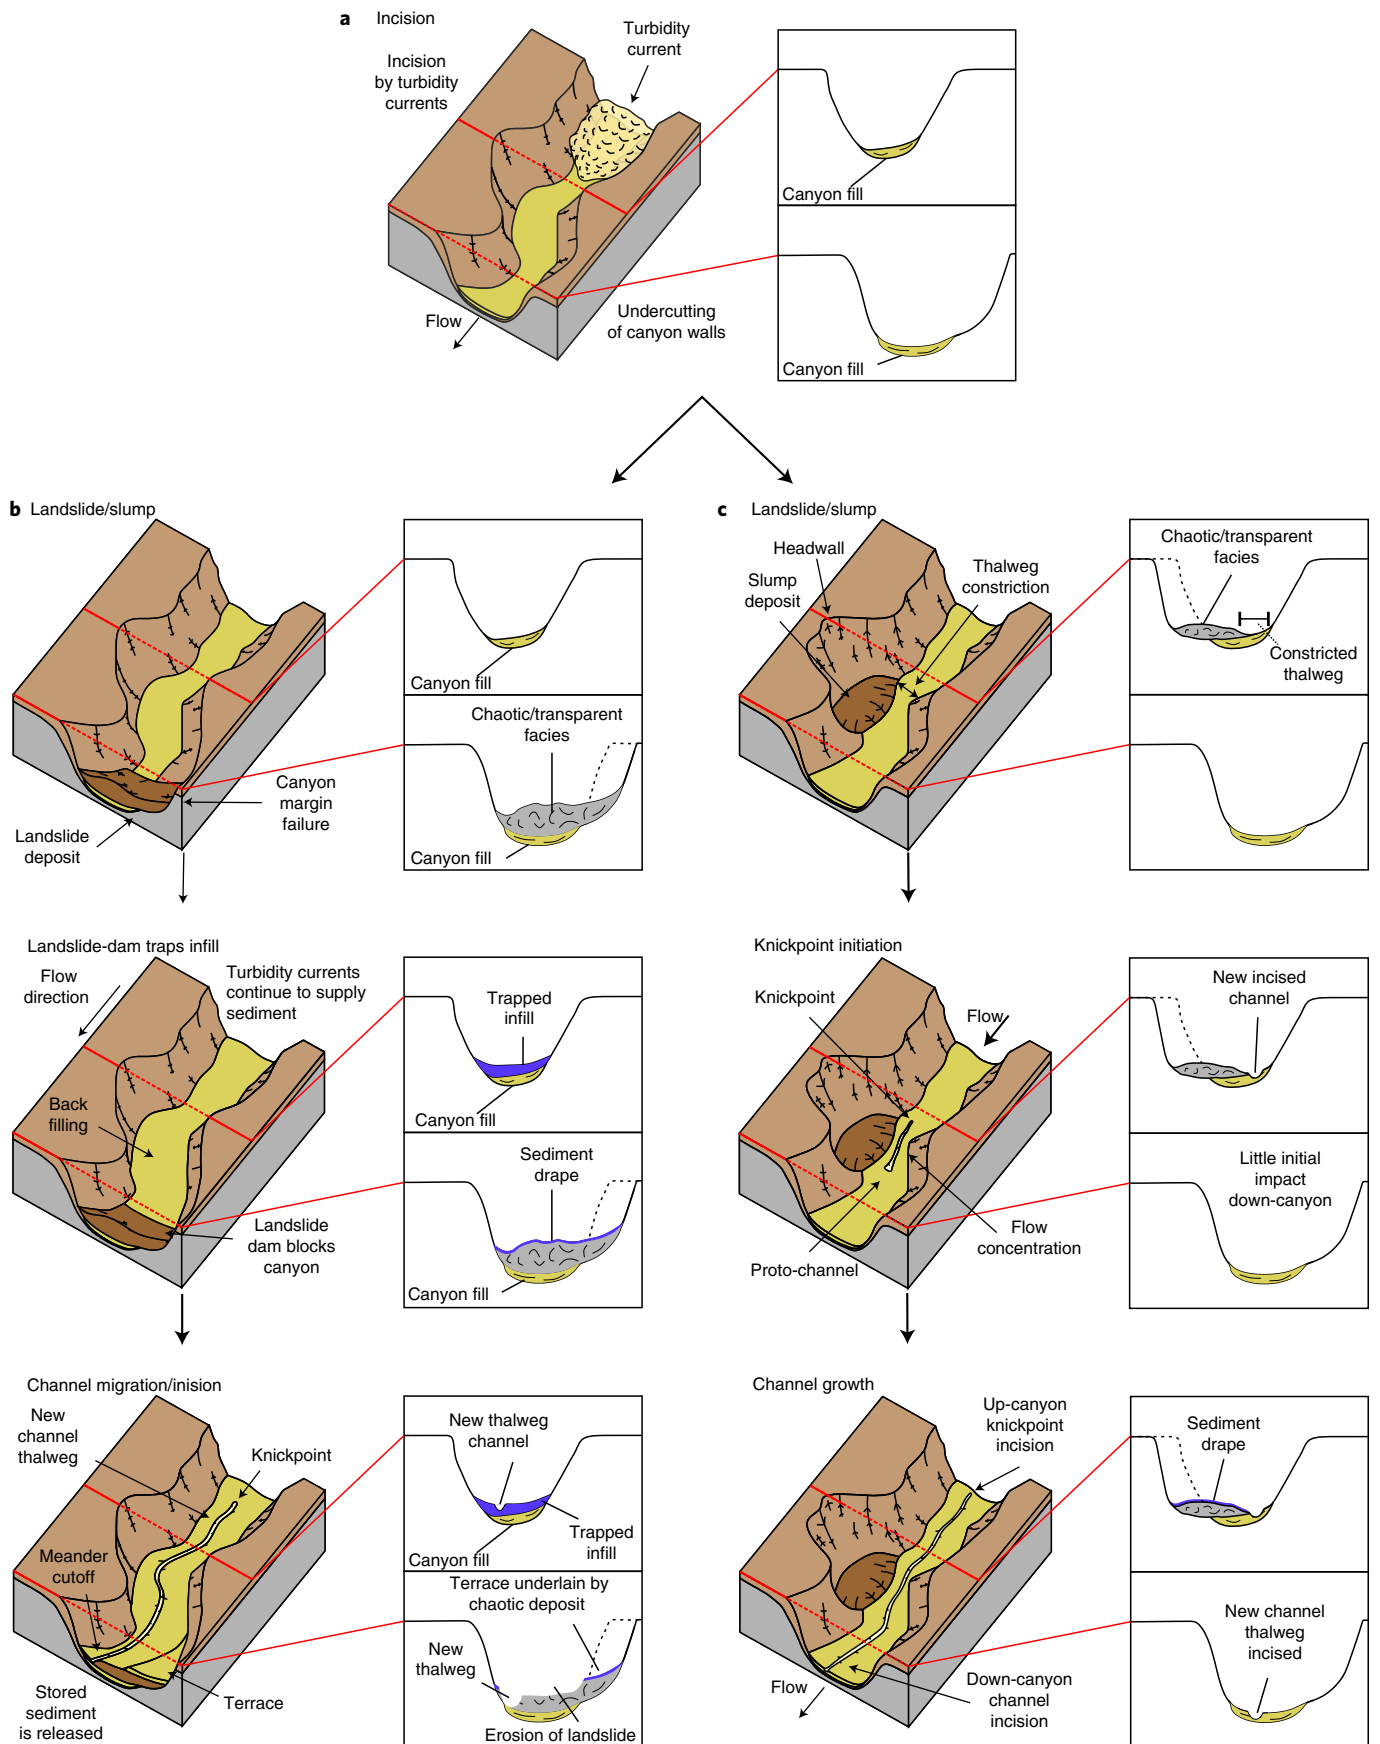 a Incision
Incision
by turbidity
currents
Turbidity
current
Flow
Undercutting
of canyon walls
Canyon fill
Canyon fill
b Landslide/slump
Landslide
deposit
Canyon
margin
failure
Canyon fill
Chaotic/transparent
facies
Canyon fill
Landslide-dam traps infill
Flow
direction
Turbidity currents
continue to supply
sediment
Back
filling
Landslide
dam blocks
canyon
Trapped
infill
Canyon fill
Sediment
drape
Canyon fill
Channel migration/inision
New
channel
thalweg
Knickpoint
Meander
cutoff
Stored
sediment
is released
Terrace
New thalweg
channel
Trapped
infill
Canyon fill
Terrace underlain by
chaotic deposit
New
thalweg
Erosion of landslide
c Landslide/slump
Headwall
Slump
deposit
Thalweg
constriction
Chaotic/transparent
facies
Constricted
thalweg
Knickpoint initiation
Knickpoint
Flow
Proto-channel
Flow
concentration
New incised
channel
Little initial
impact
down-canyon
Channel growth
Up-canyon
knickpoint
incision
Flow
Down-canyon
channel
incision
Sediment
drape
New channel
thalweg
incised